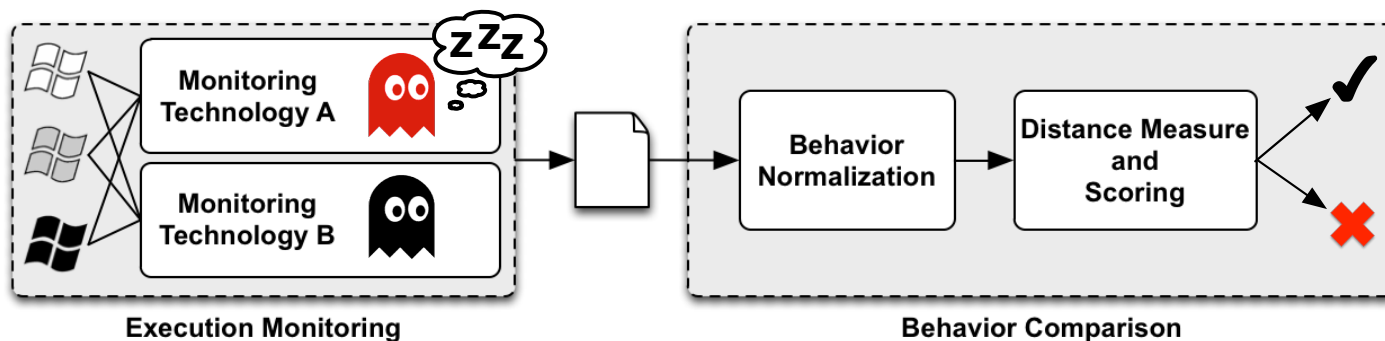 zzz
Monitoring
Technology A
Monitoring
Technology B
Behavior
Normalization
Distance Measure
and
Scoring
Execution Monitoring
Behavior Comparison